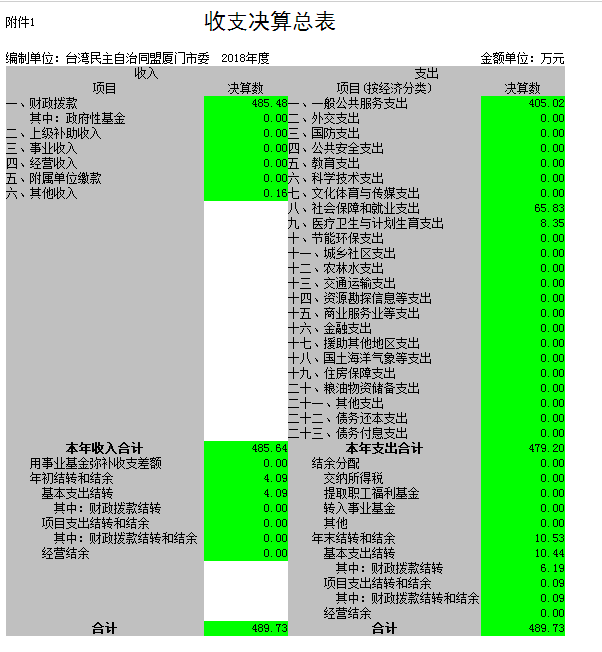 附件1 收支决算总表
编制单位：台湾民主自治同盟厦门市委 2018年度 金额单位：万元
收入 支出
项目 决算数 项目(按经济分类) 决算数
一、财政拨款 485.48 一、一般公共服务支出 405.02
其中：政府性基金 0.00 二、外交支出 0.00
二、上级补助收入 0.00 三、国防支出 0.00
三、事业收入 0.00 四、公共安全支出 0.00
四、经营收入 0.00 五、教育支出 0.00
五、附属单位缴款 0.00 六、科学技术支出 0.00
六、其他收入 0.16 七、文化体育与传媒支出 0.00
八、社会保障和就业支出 65.83
九、医疗卫生与计划生育支出 8.35
十、节能环保支出 0.00
十一、城乡社区支出 0.00
十二、农林水支出 0.00
十三、交通运输支出 0.00
十四、资源勘探信息等支出 0.00
十五、商业服务业等支出 0.00
十六、金融支出 0.00
十七、援助其他地区支出 0.00
十八、国土海洋气象等支出 0.00
十九、住房保障支出 0.00
二十、粮油物资储备支出 0.00
二十一、其他支出 0.00
二十二、债务还本支出 0.00
二十三、债务付息支出 0.00
本年收入合计 485.64 本年支出合计 479.20
用事业基金弥补收支差额 0.00 结余分配 0.00
年初结转和结余 4.09 交纳所得税 0.00
基本支出结转 4.09 提取职工福利基金 0.00
其中：财政拨款结转 0.00 转入事业基金 0.00
项目支出结转和结余 0.00 其他 0.00
其中：财政拨款结转和结余 0.00 年末结转和结余 10.53
经营结余 0.00 基本支出结转 10.44
其中：财政拨款结转 6.19
项目支出结转和结余 0.09
其中：财政拨款结转和结余 0.09
经营结余 0.00
合计 489.73 合计 489.73